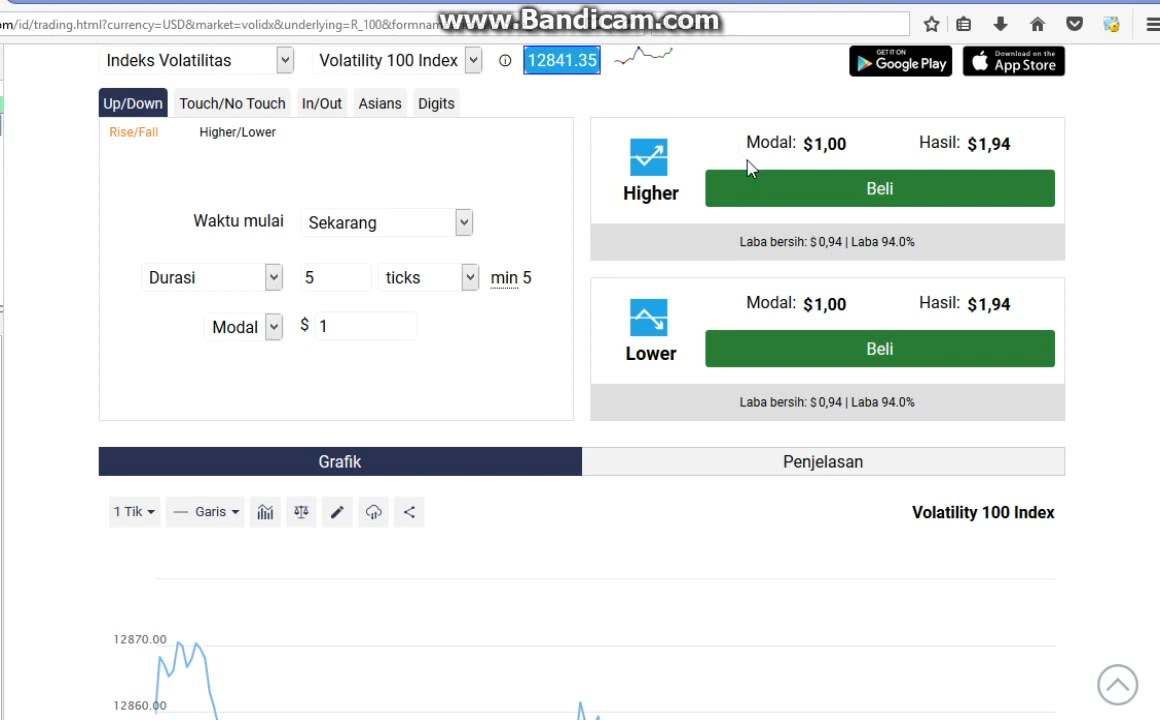 www.Bandicam.com
om/id/trading.html?currency=USD&market=volidx&underlying=R_100&formnam
Indeks Volatilitas
Volatility 100 Index
12841.35
GET IT ON
Google Play
Download on the
App Store
Up/Down
Touch/No Touch
In/Out
Asians
Digits
Rise/Fall
Higher/Lower
Waktu mulai
Sekarang
Durasi
5
ticks
min 5
Modal
$
1
Modal: $1,00
Hasil: $1,94
Higher
Beli
Laba bersih: $ 0,94 | Laba 94.0%
Modal: $1,00
Hasil: $1,94
Lower
Beli
Laba bersih: $ 0,94 | Laba 94.0%
Grafik
Penjelasan
1 Tik
Garis
Volatility 100 Index
12870.00
12860.00